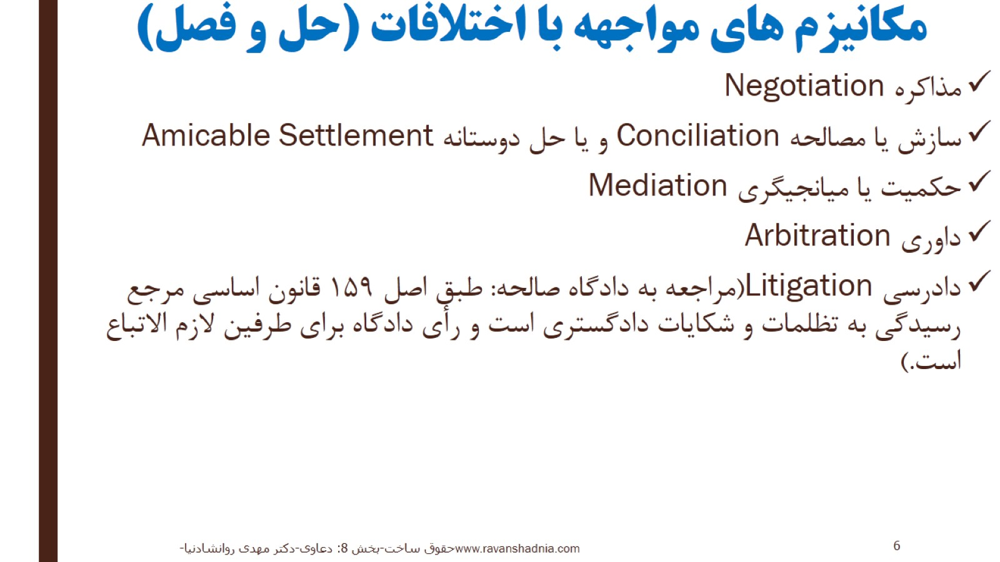 مکانیزم های مواجهه با اختلافات (حل و فصل)
✓ مذاکره Negotiation
✓ سازش یا مصالحه Conciliation و یا حل دوستانه Amicable Settlement
✓ حکمیت یا میانجیگری Mediation
✓ داوری Arbitration
✓ دادرسی Litigation(مراجعه به دادگاه صالحه: طبق اصل ۱۵۹ قانون اساسی مرجع
رسیدگی به تظلمات و شکایات دادگستری است و رأی دادگاه برای طرفین لازم الاتباع
است.)
www.ravanshadnia.comحقوق ساخت-بخش 8: دعاوی-دکتر مهدی روانشادنیا-
6